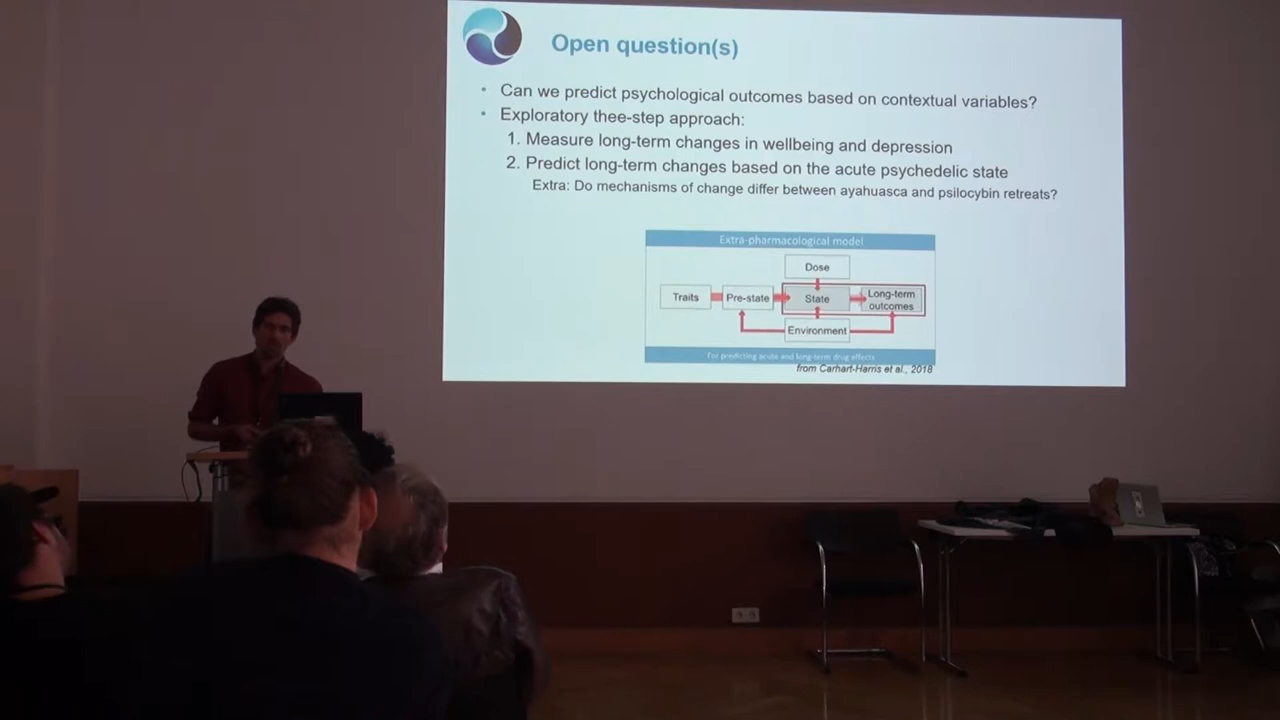 Open question(s)
• Can we predict psychological outcomes based on contextual variables?
• Exploratory thee-step approach:
1. Measure long-term changes in wellbeing and depression
2. Predict long-term changes based on the acute psychedelic state
Extra: Do mechanisms of change differ between ayahuasca and psilocybin retreats?
Extra-pharmacological model
Dose
Traits
Pre-state
State
Long-term
outcomes
Environment
For predicting acute and long-term drug effects
from Carhart-Harris et al., 2018